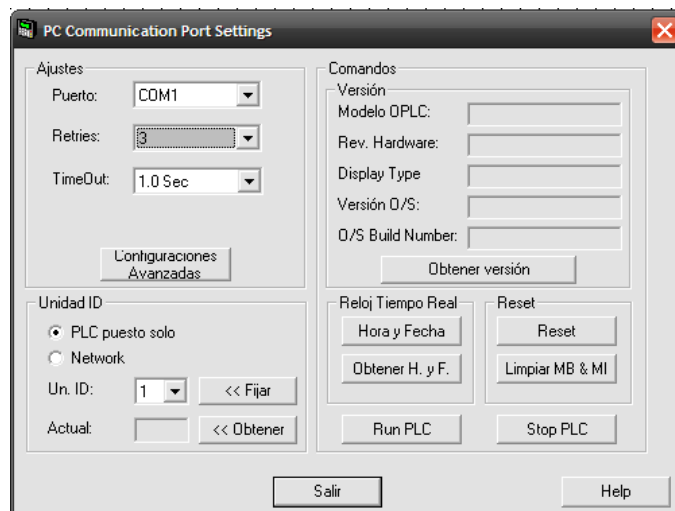 PC Communication Port Settings
Ajustes
Puerto:
COM1
Retries:
3
TimeOut:
1.0 Sec
Configuraciones
Avanzadas
Unidad ID
PLC puesto solo
Network
Un. ID:
1
<< Fijar
Actual:
<< Obtener
Comandos
Versión
Modelo OPLC:
Rev. Hardware:
Display Type
Versión O/S:
O/S Build Number:
Obtener versión
Reloj Tiempo Real
Hora y Fecha
Obtener H. y F.
Reset
Reset
Limpiar MB & MI
Run PLC
Stop PLC
Salir
Help